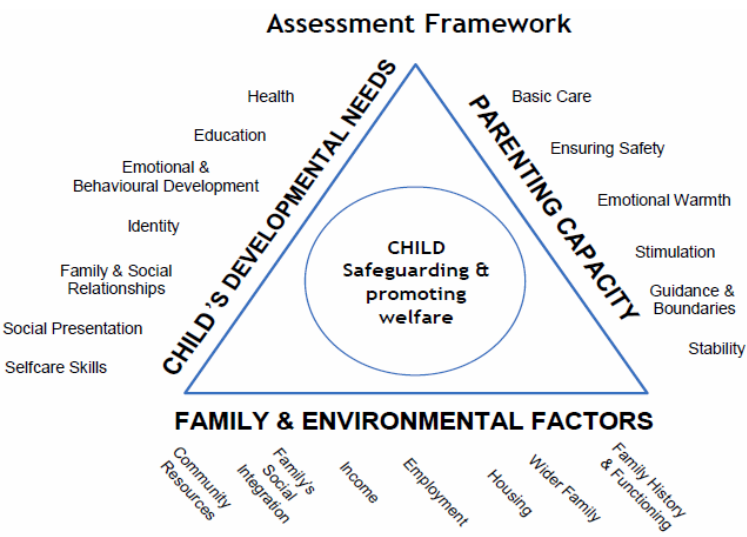 Assessment Framework
Health
Education
Emotional &
Behavioural Development
Identity
Family & Social
Relationships
Social Presentation
Selfcare Skills
CHILD'S DEVELOPMENTAL NEEDS
CHILD
Safeguarding &
promoting
welfare
PARENTING CAPACITY
Basic Care
Ensuring Safety
Emotional Warmth
Stimulation
Guidance &
Boundaries
Stability
FAMILY & ENVIRONMENTAL FACTORS
Community
Resources
Family's
Social
Integration
Income
Employment
Housing
Wider Family
Family History
& Functioning